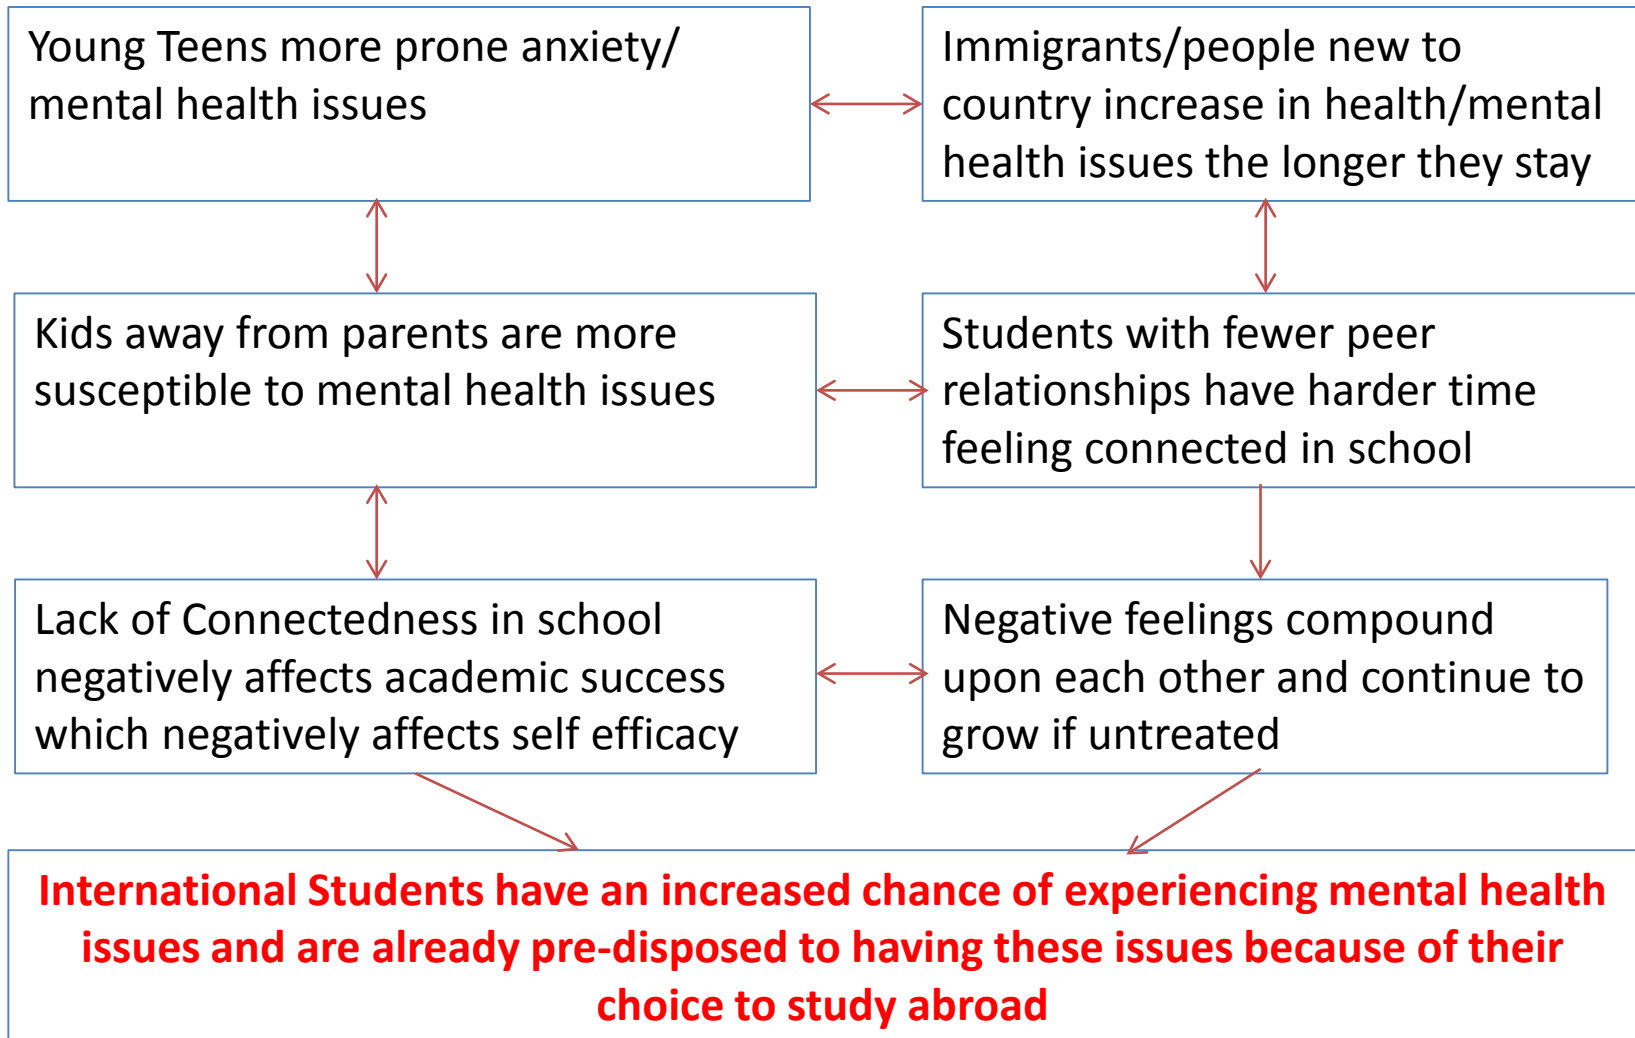 Young Teens more prone anxiety/
mental health issues
Immigrants/people new to
country increase in health/mental
health issues the longer they stay
Kids away from parents are more
susceptible to mental health issues
Students with fewer peer
relationships have harder time
feeling connected in school
Lack of Connectedness in school
negatively affects academic success
which negatively affects self efficacy
Negative feelings compound
upon each other and continue to
grow if untreated
International Students have an increased chance of experiencing mental health
issues and are already pre-disposed to having these issues because of their
choice to study abroad